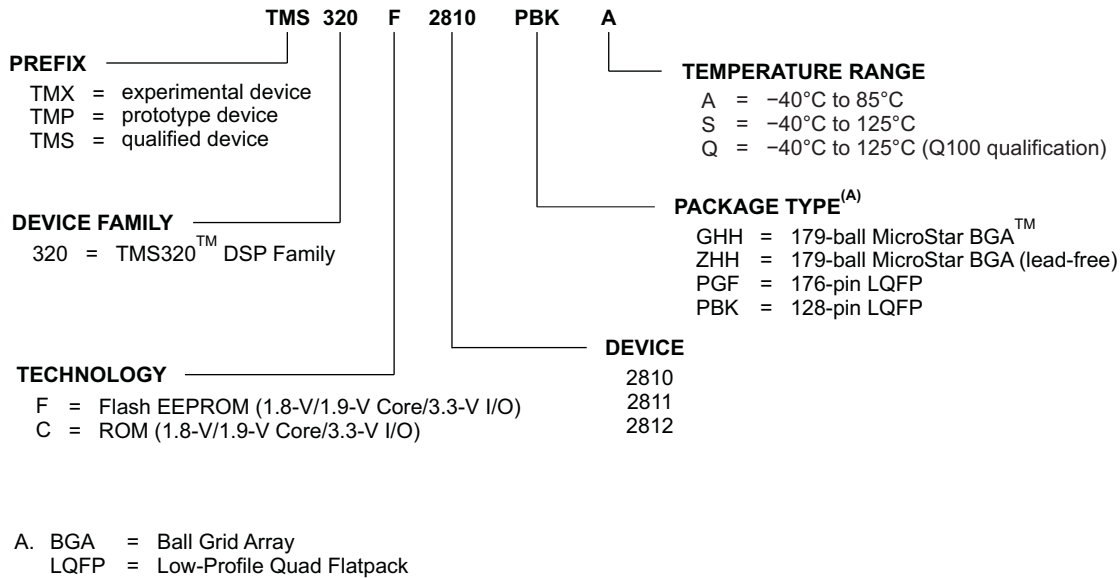 TMS 320 F 2810 PBK A
PREFIX
TMX = experimental device
TMP = prototype device
TMS = qualified device
TEMPERATURE RANGE
A = −40°C to 85°C
S = −40°C to 125°C
Q = −40°C to 125°C (Q100 qualification)
DEVICE FAMILY
320 = TMS320™ DSP Family
PACKAGE TYPE(A)
GHH = 179-ball MicroStar BGA™
ZHH = 179-ball MicroStar BGA (lead-free)
PGF = 176-pin LQFP
PBK = 128-pin LQFP
DEVICE
2810
2811
2812
TECHNOLOGY
F = Flash EEPROM (1.8-V/1.9-V Core/3.3-V I/O)
C = ROM (1.8-V/1.9-V Core/3.3-V I/O)
A. BGA = Ball Grid Array
LQFP = Low-Profile Quad Flatpack